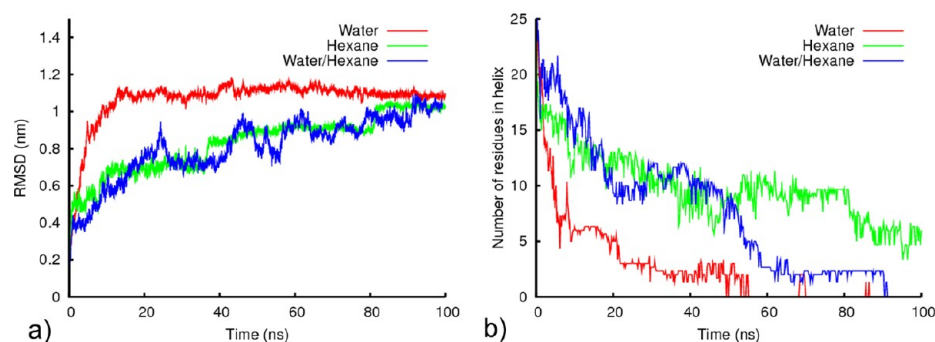 Water
Hexane
Water/Hexane
RMSD (nm)
1.4
1.2
1
0.8
0.6
0.4
0.2
0
0 20 40 60 80 100
Time (ns)
a)
Water
Hexane
Water/Hexane
Number of residues in helix
25
20
15
10
5
0
0 20 40 60 80 100
Time (ns)
b)